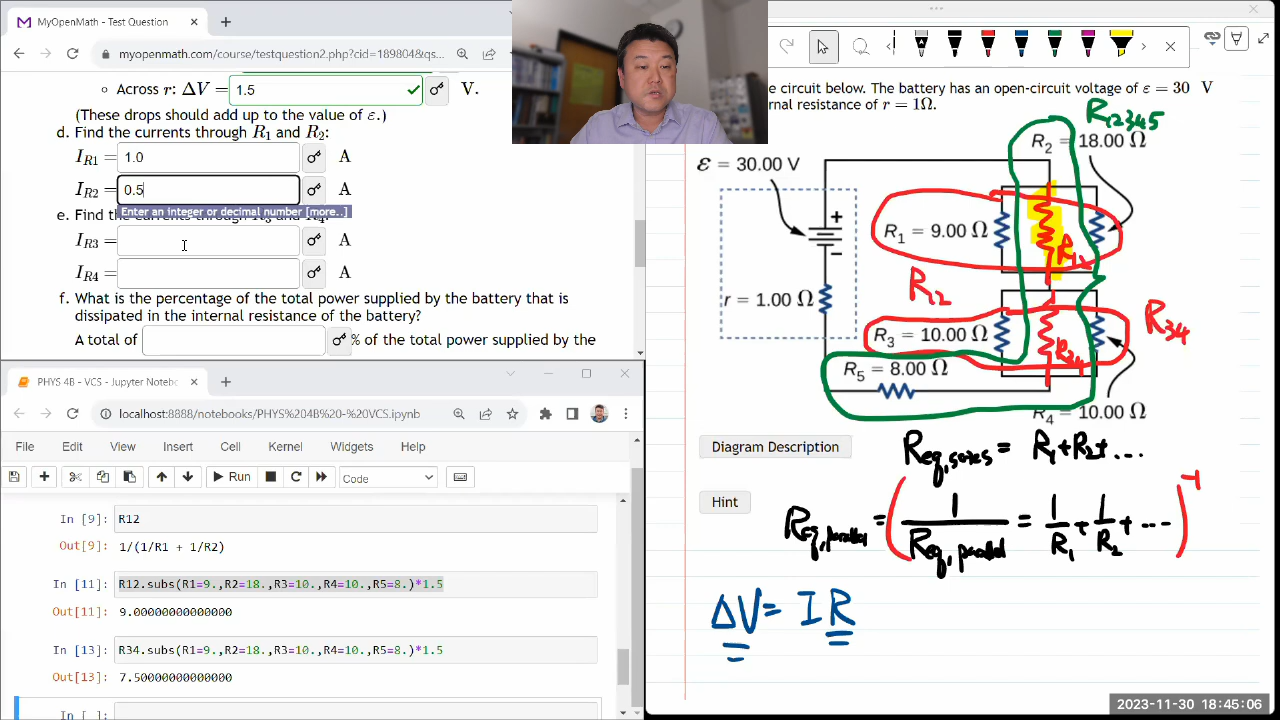 MyOpenMath - Test Question
myopenmath.com/course/testquestion.php?cid=189808
Across r: ΔV = 1.5 V.
(These drops should add up to the value of ε.)
d. Find the currents through R1 and R2:
IR1 = 1.0 A
IR2 = 0.5 A
Enter an integer or decimal number [more..]
e. Find th
IR3 = A
IR4 = A
f. What is the percentage of the total power supplied by the battery that is
dissipated in the internal resistance of the battery?
A total of % of the total power supplied by the
PHYS 4B - VCS - Jupyter Noteb
localhost:8888/notebooks/PHYS%204B%20-%20VCS.ipynb
File Edit View Insert Cell Kernel Widgets Help
Run Code
In [9]: R12
Out[9]: 1/(1/R1 + 1/R2)
In [11]: R12.subs(R1=9.,R2=18.,R3=10.,R4=10.,R5=8.)*1.5
Out[11]: 9.00000000000000
In [13]: R34.subs(R1=9.,R2=18.,R3=10.,R4=10.,R5=8.)*1.5
Out[13]: 7.50000000000000
In [ ]:
e circuit below. The battery has an open-circuit voltage of ε = 30 V
rnal resistance of r = 1Ω.
R12345
R2 = 18.00 Ω
ε = 30.00 V
+
R1 = 9.00 Ω
R12
−
R12
r = 1.00 Ω
R34
R3 = 10.00 Ω
R34
R5 = 8.00 Ω
R4 = 10.00 Ω
Diagram Description
Req,series = R1+R2+...
Hint
Req,parallel = (1/Req,parallel = 1/R1 + 1/R2 + ...)-1
ΔV = IR
2023-11-30 18:45:06